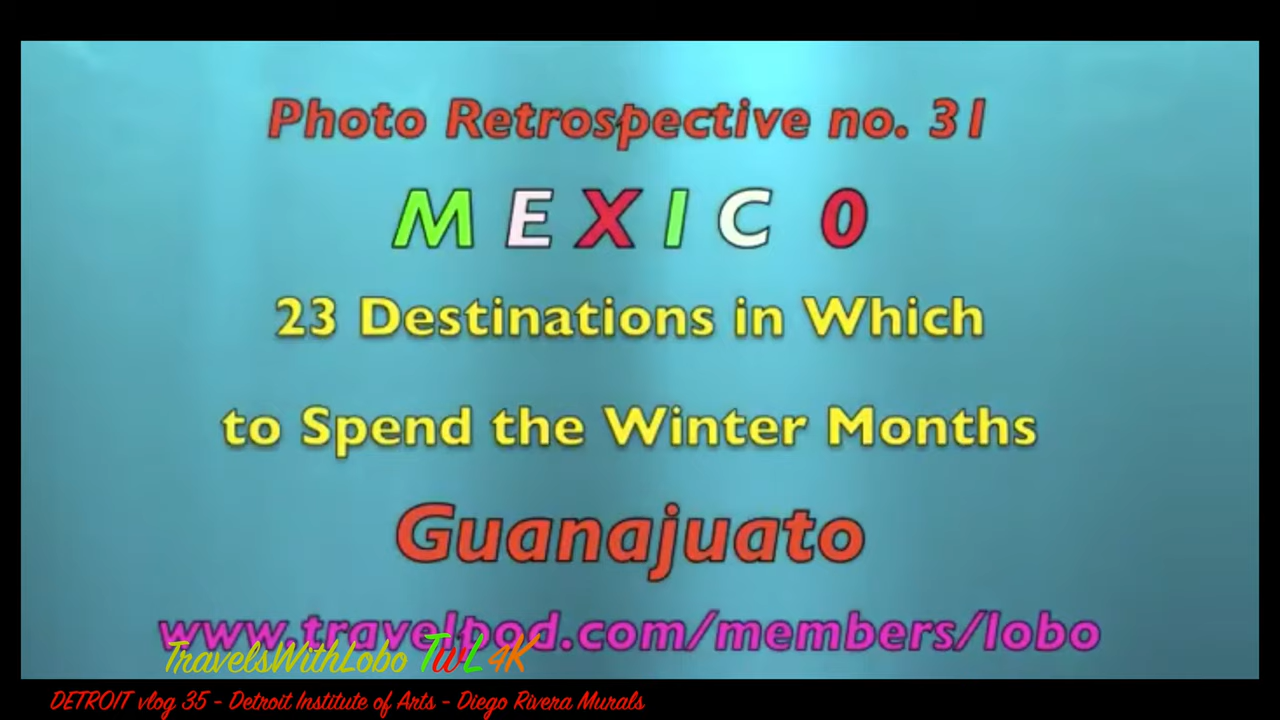 Photo Retrospective no. 31
MEXICO
23 Destinations in Which
to Spend the Winter Months
Guanajuato
www.travelpod.com/members/lobo
TravelsWithLobo TwL 4K
DETROIT vlog 35 - Detroit Institute of Arts - Diego Rivera Murals